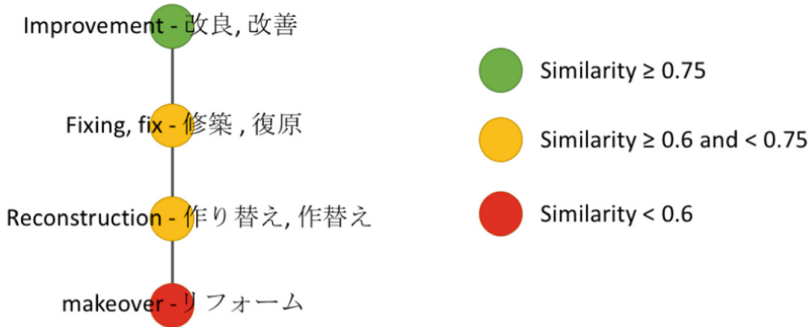 Improvement - 改良, 改善
Fixing, fix - 修築 , 復原
Reconstruction - 作り替え, 作替え
makeover - リフォーム
Similarity ≥ 0.75
Similarity ≥ 0.6 and < 0.75
Similarity < 0.6